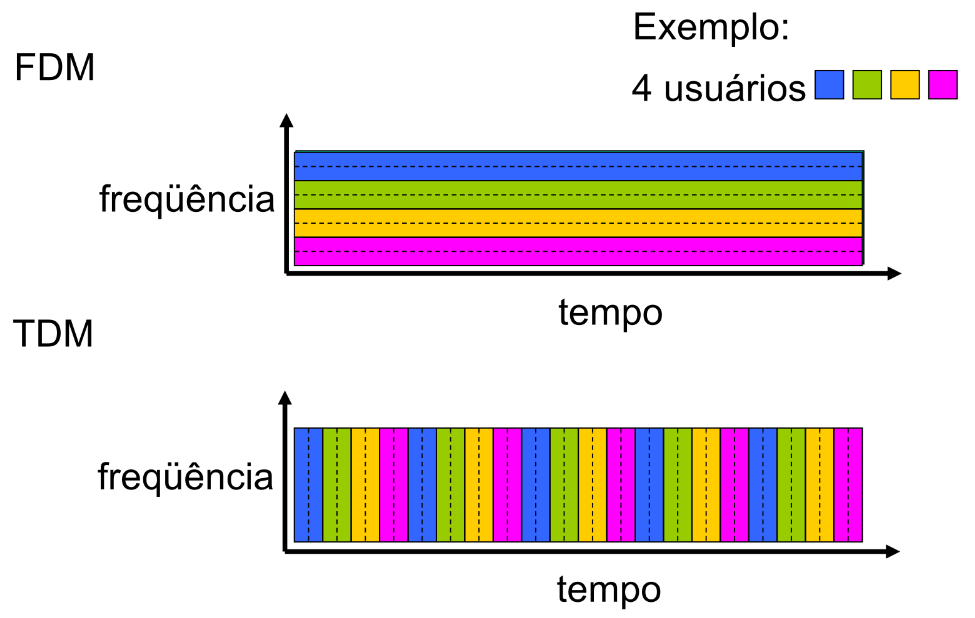 Exemplo:
FDM
4 usuários
freqüência
tempo
TDM
freqüência
tempo